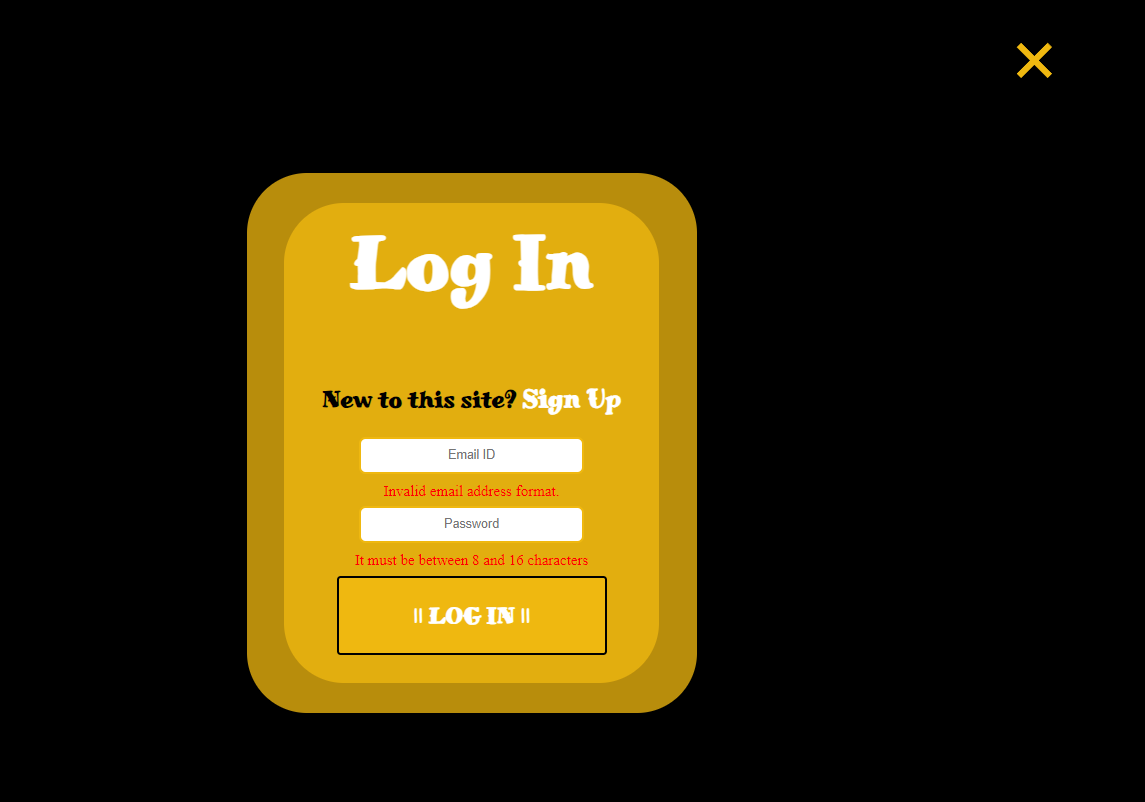 Log In
New to this site? Sign Up
Email ID
Invalid email address format.
Password
It must be between 8 and 16 characters
|| LOG IN ||